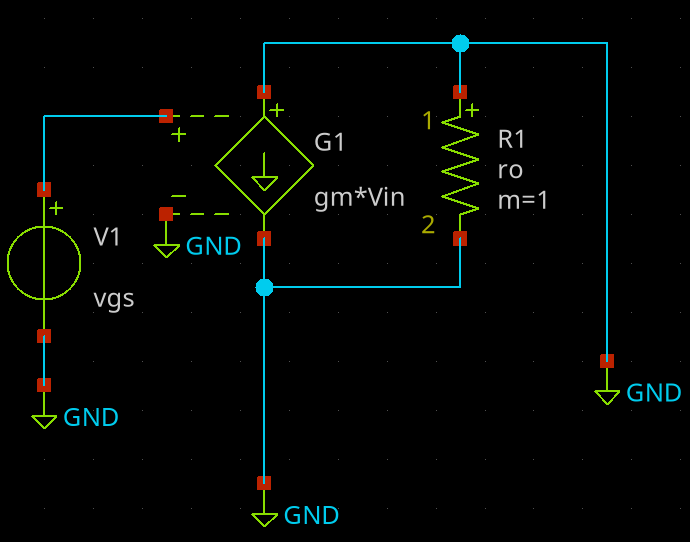 1
G1
R1
ro
gm*Vin
m=1
2
V1
GND
vgs
GND
GND
GND